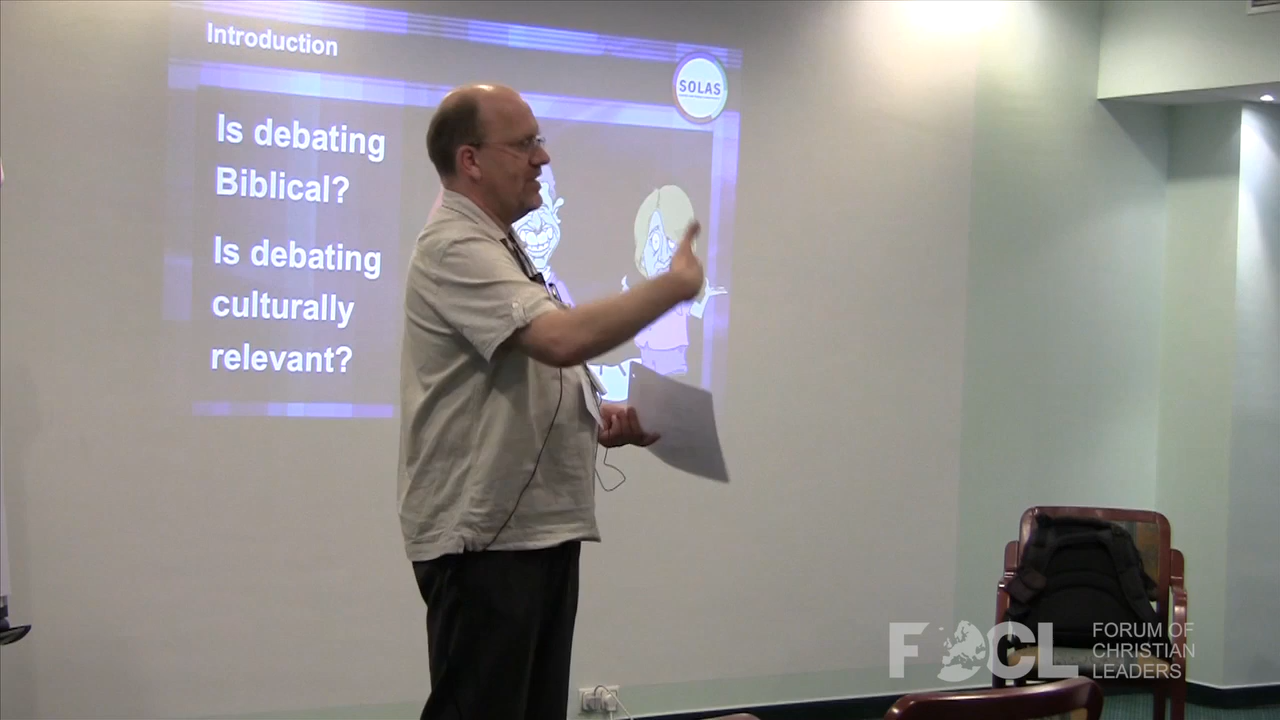 Introduction
SOLAS
Is debating
Biblical?
Is debating
culturally
relevant?
FOCL
FORUM OF
CHRISTIAN
LEADERS